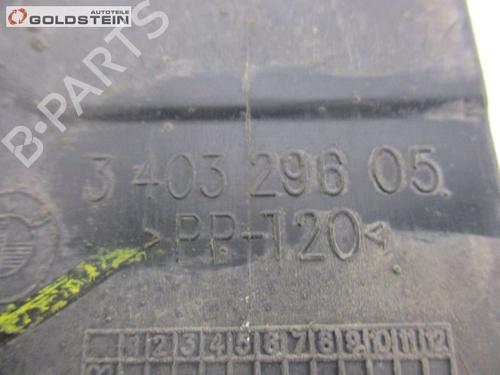 GOLDSTEIN
B-PARTS
3 403 296 05
>PP-T20<
1 2 3 4 5 6 7 8 9 10 11 12